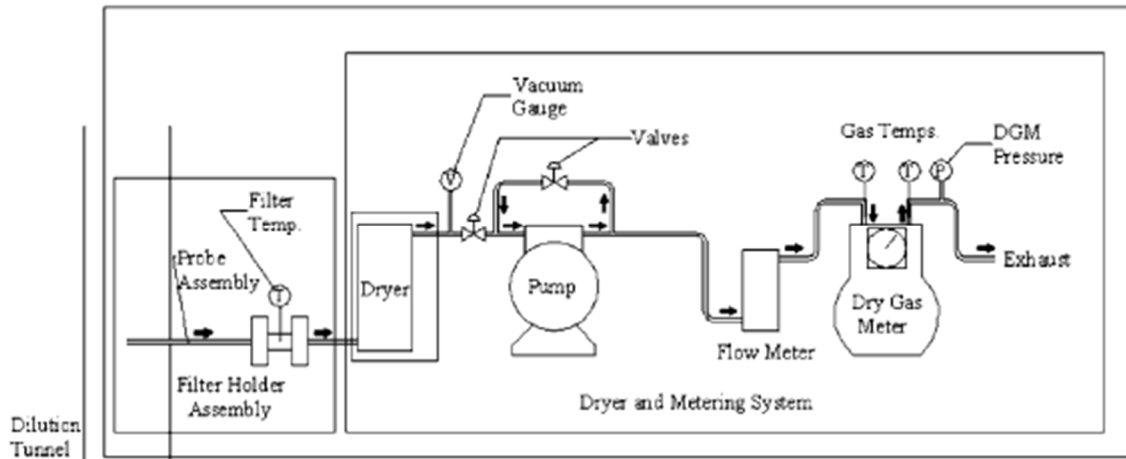 Vacuum
Gauge
Valves
Gas Temps.
DGM
Pressure
V
T
T
P
Filter
Temp.
Probe
Assembly
T
Dryer
Pump
Exhaust
Dry Gas
Meter
Flow Meter
Filter Holder
Assembly
Dryer and Metering System
Dilution
Tunnel